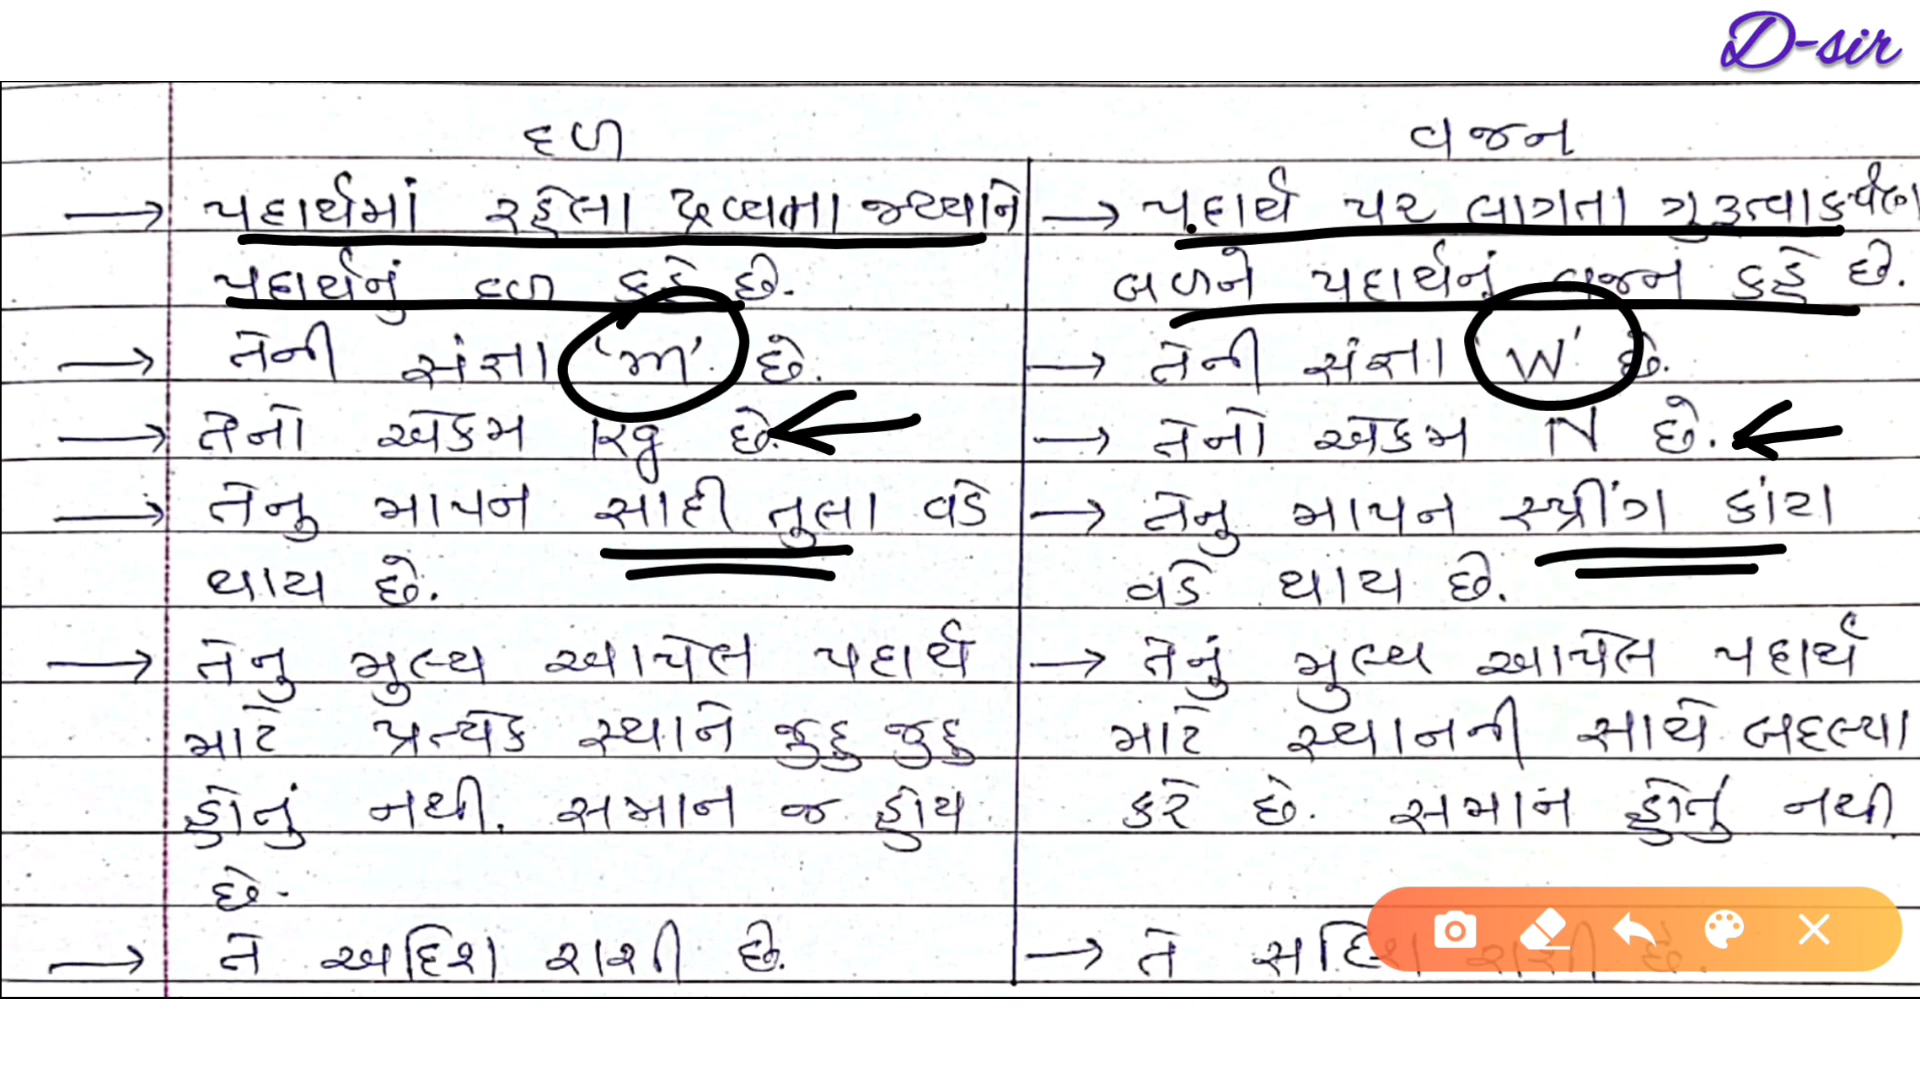 D-sir
દળ
→ પદાર્થમાં રહેલા દ્રવ્યના જથ્થાને
પદાર્થનું દળ કહે છે.
→ તેની સંજ્ઞા 'm' છે.
→ તેનો એકમ kg છે.
→ તેનુ માપન સાદી તુલા વડે
થાય છે.
→ તેનુ મુલ્ય આપેલ પદાર્થ
માટે પ્રત્યેક સ્થાને જુદુ જુદુ
હોતું નથી. સમાન જ હોય
છે.
→ તે અદિશ રાશી છે.
વજન
→ પદાર્થ પર લાગતા ગુરુત્વાકર્ષણ
બળને પદાર્થનું વજન કહે છે.
→ તેની સંજ્ઞા 'W' છે.
→ તેનો એકમ N છે.
→ તેનુ માપન સ્પ્રીંગ કાંટા
વડે થાય છે.
→ તેનું મુલ્ય આપેલ પદાર્થ
માટે સ્થાનની સાથે બદલ્યા
કરે છે. સમાન હોતું નથી.
→ તે સદિશ રાશી છે.